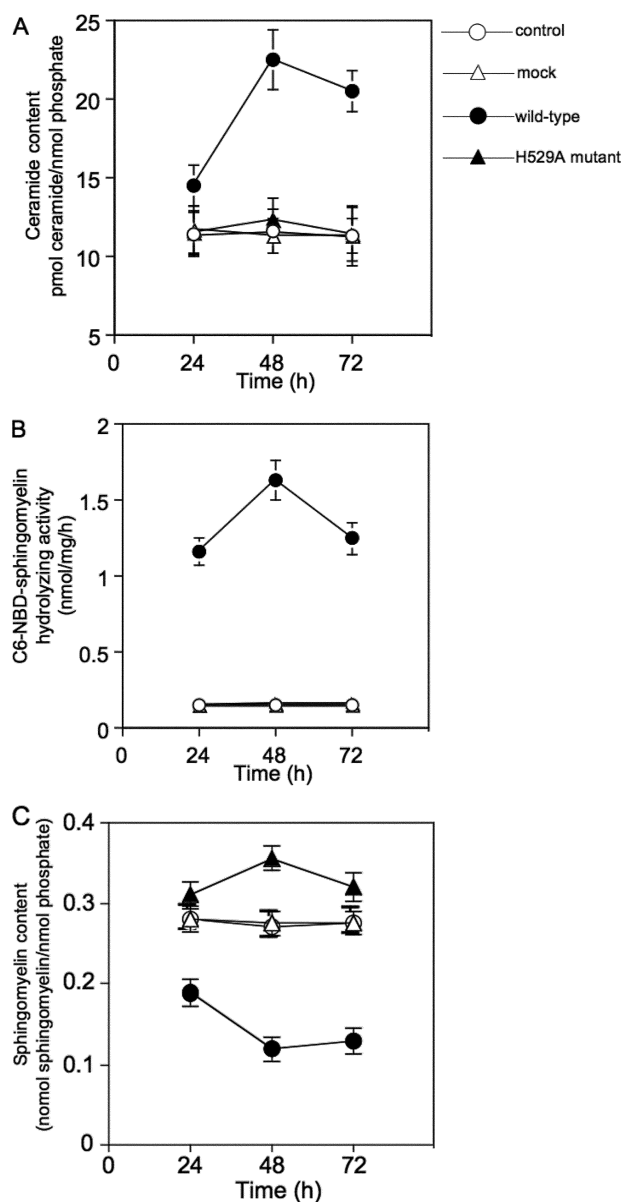 A
control
mock
wild-type
H529A mutant
Ceramide content
pmol ceramide/nmol phosphate
25
20
15
10
5
0
24
48
72
Time (h)
B
C6-NBD-sphingomyelin
hydrolyzing activity
(nmol/mg/h)
2
1.5
1
0.5
0
0
24
48
72
Time (h)
C
Sphingomyelin content
(nomol sphingomyelin/nmol phosphate)
0.4
0.3
0.2
0.1
0
0
24
48
72
Time (h)